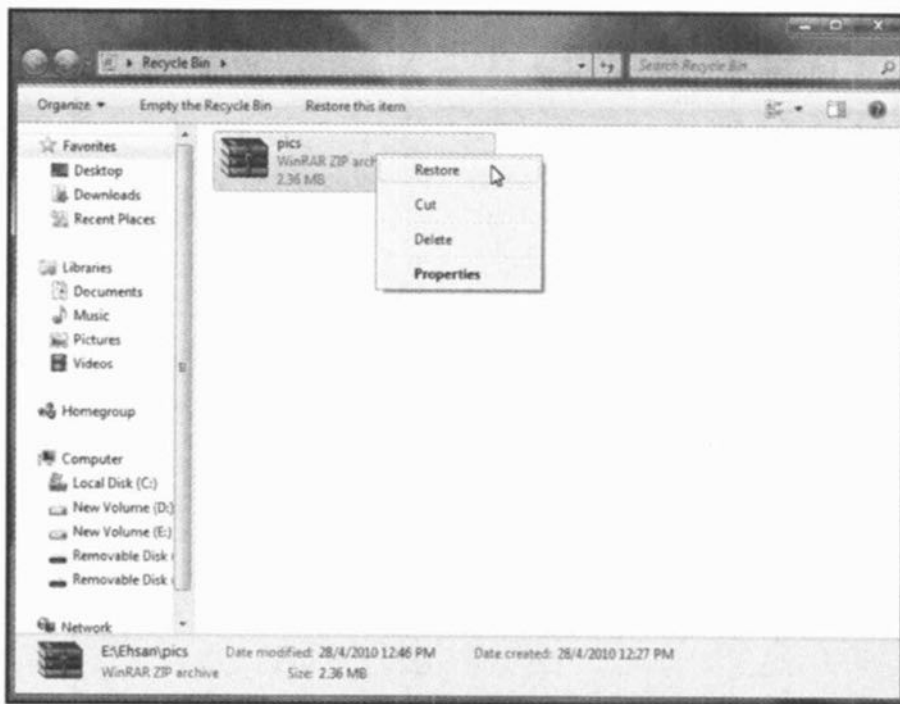 Recycle Bin
Search Recycle Bin
Organize Empty the Recycle Bin Restore this item
Favorites
Desktop
Downloads
Recent Places
Libraries
Documents
Music
Pictures
Videos
Homegroup
Computer
Local Disk (C:)
New Volume (D:)
New Volume (E:)
Removable Disk
Removable Disk
Network
pics
WinRAR ZIP arch
2.36 MB
Restore
Cut
Delete
Properties
E:\Ehsan\pics Date modified: 28/4/2010 12:46 PM Date created: 28/4/2010 12:27 PM
WinRAR ZIP archive Size: 2.36 MB